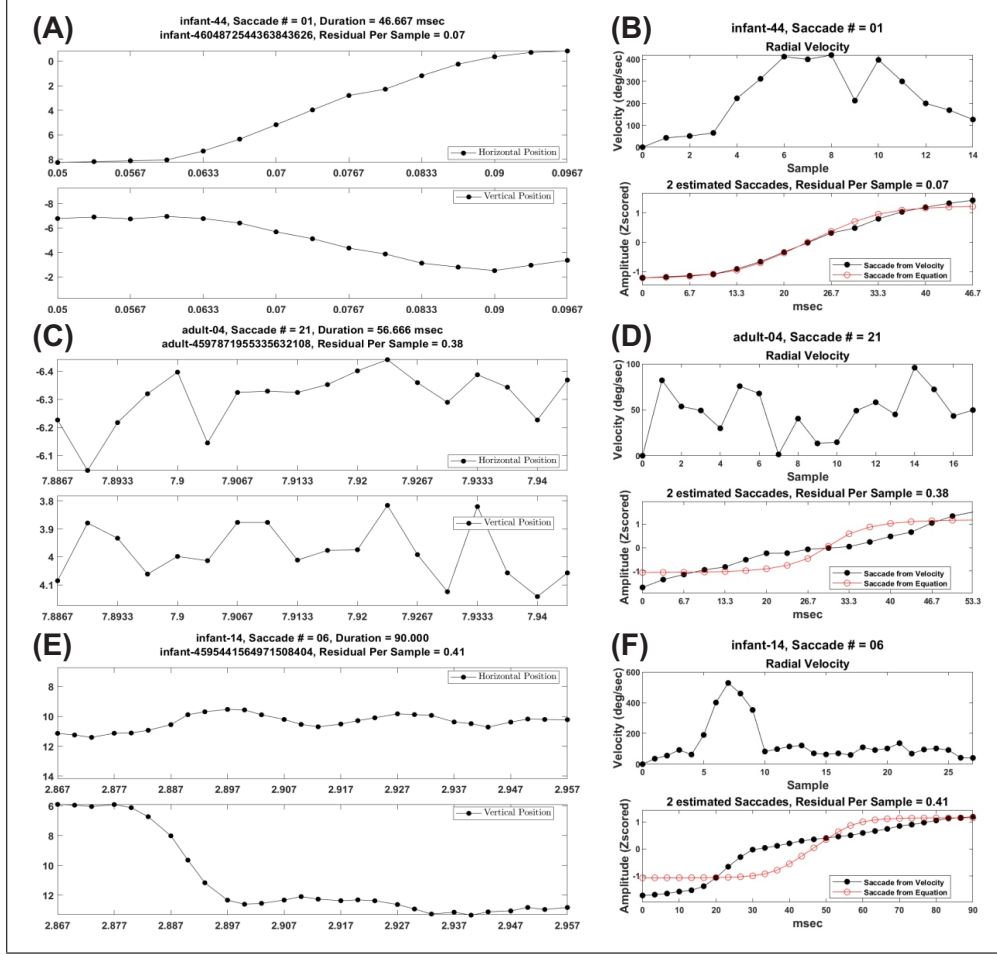 (A)
infant-44, Saccade # = 01, Duration = 46.667 msec
infant-4604872544363843626, Residual Per Sample = 0.07
0
2
4
6
8
Horizontal Position
0.05 0.0567 0.0633 0.07 0.0767 0.0833 0.09 0.0967
Vertical Position
-8
-6
-4
-2
0.05 0.0567 0.0633 0.07 0.0767 0.0833 0.09 0.0967
(B)
infant-44, Saccade # = 01
Radial Velocity
Velocity (deg/sec)
400
300
200
100
0
0 2 4 6 8 10 12 14
Sample
2 estimated Saccades, Residual Per Sample = 0.07
Amplitude (Zscored)
1
0
-1
Saccade from Velocity
Saccade from Equation
0 6.7 13.3 20 26.7 33.3 40 46.7
msec
(C)
adult-04, Saccade # = 21, Duration = 56.666 msec
adult-4597871955335632108, Residual Per Sample = 0.38
-6.4
-6.3
-6.2
-6.1
Horizontal Position
7.8867 7.8933 7.9 7.9067 7.9133 7.92 7.9267 7.9333 7.94
3.8
3.9
4
4.1
Vertical Position
7.8867 7.8933 7.9 7.9067 7.9133 7.92 7.9267 7.9333 7.94
(D)
adult-04, Saccade # = 21
Radial Velocity
Velocity (deg/sec)
100
50
0
0 2 4 6 8 10 12 14 16
Sample
2 estimated Saccades, Residual Per Sample = 0.38
Amplitude (Zscored)
1
0
-1
Saccade from Velocity
Saccade from Equation
0 6.7 13.3 20 26.7 33.3 40 46.7 53.3
msec
(E)
infant-14, Saccade # = 06, Duration = 90.000
infant-4595441564971508404, Residual Per Sample = 0.41
Horizontal Position
8
10
12
14
2.867 2.877 2.887 2.897 2.907 2.917 2.927 2.937 2.947 2.957
Vertical Position
6
8
10
12
2.867 2.877 2.887 2.897 2.907 2.917 2.927 2.937 2.947 2.957
(F)
infant-14, Saccade # = 06
Radial Velocity
Velocity (deg/sec)
600
400
200
0
0 5 10 15 20 25
Sample
2 estimated Saccades, Residual Per Sample = 0.41
Amplitude (Zscored)
1
0
-1
Saccade from Velocity
Saccade from Equation
0 10 20 30 40 50 60 70 80 90
msec